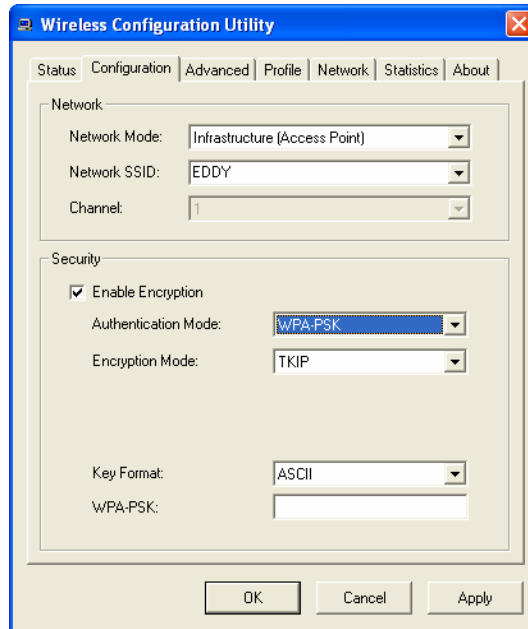 Wireless Configuration Utility
Status Configuration Advanced Profile Network Statistics About
Network
Network Mode: Infrastructure (Access Point)
Network SSID: EDDY
Channel: 1
Security
Enable Encryption
Authentication Mode: WPA-PSK
Encryption Mode: TKIP
Key Format: ASCII
WPA-PSK:
OK Cancel Apply